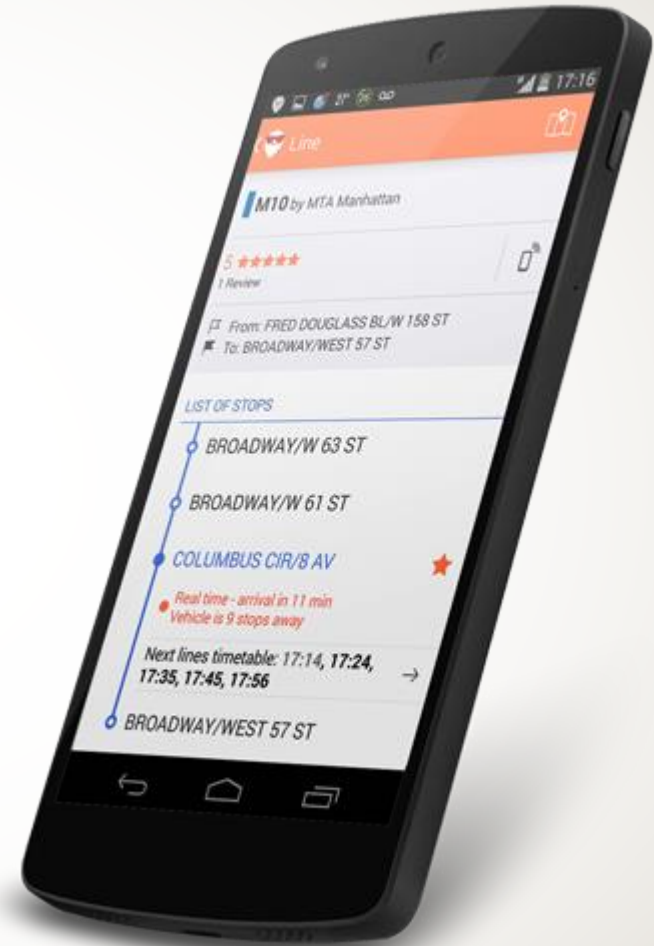 17:16
Line
M10 by MTA Manhattan
5
1 Review
From: FRED DOUGLASS BL/W 158 ST
To: BROADWAY/WEST 57 ST
LIST OF STOPS
BROADWAY/W 63 ST
BROADWAY/W 61 ST
COLUMBUS CIR/8 AV
Real time - arrival in 11 min
Vehicle is 9 stops away
Next lines timetable: 17:14, 17:24,
17:35, 17:45, 17:56
BROADWAY/WEST 57 ST